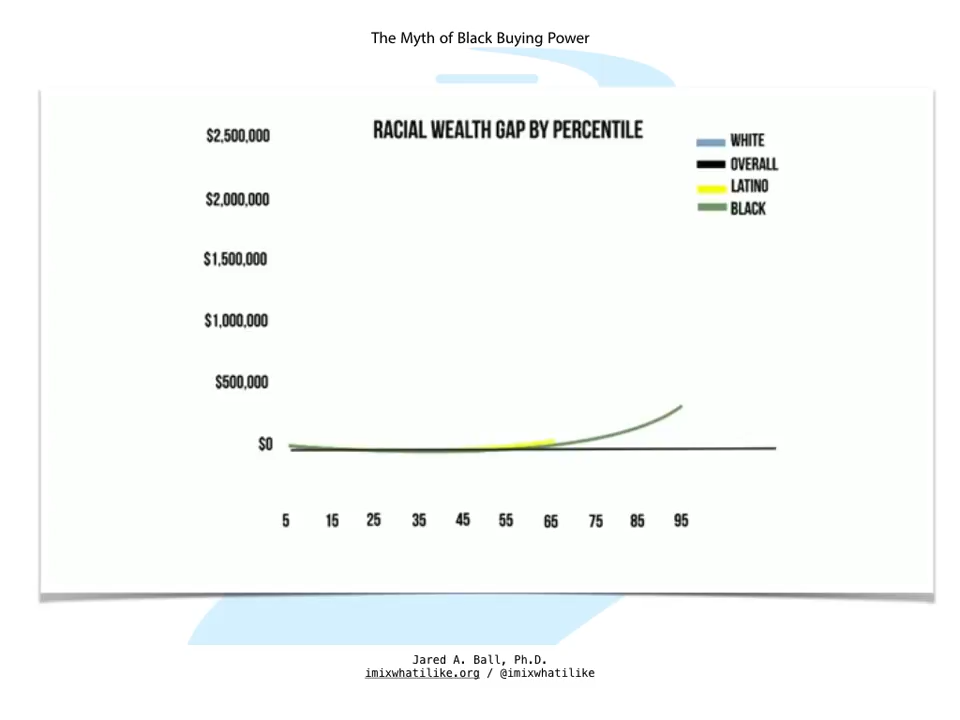 The Myth of Black Buying Power
RACIAL WEALTH GAP BY PERCENTILE
$2,500,000
$2,000,000
$1,500,000
$1,000,000
$500,000
$0
WHITE
OVERALL
LATINO
BLACK
5 15 25 35 45 55 65 75 85 95
Jared A. Ball, Ph.D.
imixwhatilike.org / @imixwhatilike